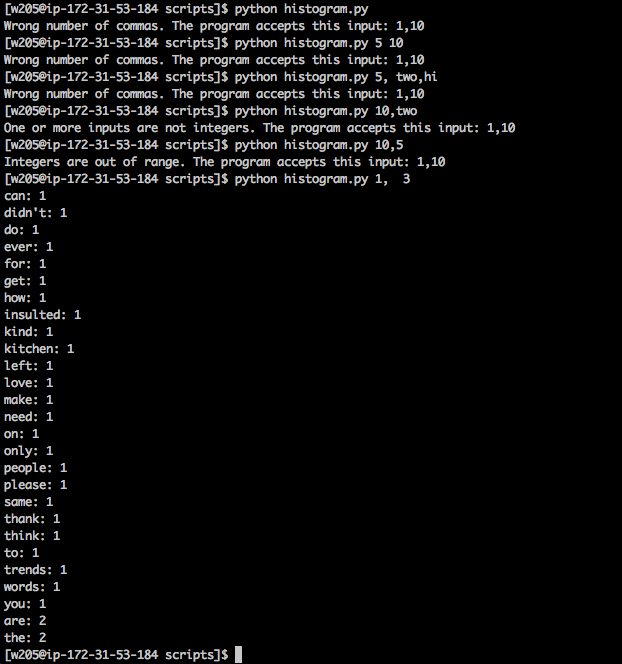 [w205@ip-172-31-53-184 scripts]$ python histogram.py
Wrong number of commas. The program accepts this input: 1,10
[w205@ip-172-31-53-184 scripts]$ python histogram.py 5 10
Wrong number of commas. The program accepts this input: 1,10
[w205@ip-172-31-53-184 scripts]$ python histogram.py 5, two,hi
Wrong number of commas. The program accepts this input: 1,10
[w205@ip-172-31-53-184 scripts]$ python histogram.py 10,two
One or more inputs are not integers. The program accepts this input: 1,10
[w205@ip-172-31-53-184 scripts]$ python histogram.py 10,5
Integers are out of range. The program accepts this input: 1,10
[w205@ip-172-31-53-184 scripts]$ python histogram.py 1,  3
can: 1
didn't: 1
do: 1
ever: 1
for: 1
get: 1
how: 1
insulted: 1
kind: 1
kitchen: 1
left: 1
love: 1
make: 1
need: 1
on: 1
only: 1
people: 1
please: 1
same: 1
thank: 1
think: 1
to: 1
trends: 1
words: 1
you: 1
are: 2
the: 2
[w205@ip-172-31-53-184 scripts]$